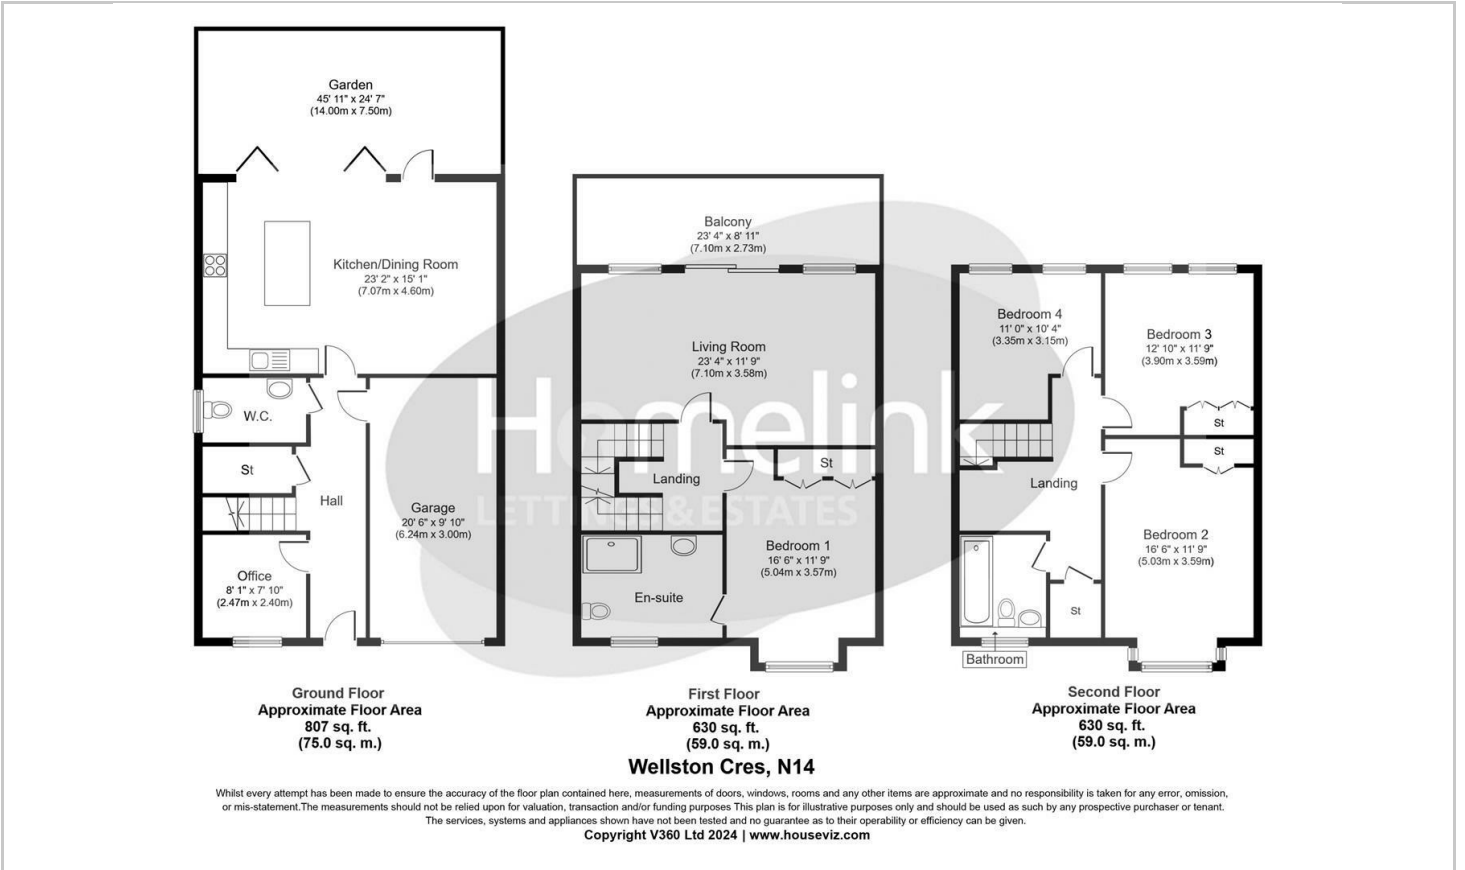 Garden
45' 11" x 24' 7"
(14.00m x 7.50m)
Kitchen/Dining Room
23' 2" x 15' 1"
(7.07m x 4.60m)
W.C.
St
Hall
Garage
20' 6" x 9' 10"
(6.24m x 3.00m)
Office
8' 1" x 7' 10"
(2.47m x 2.40m)
Ground Floor
Approximate Floor Area
807 sq. ft.
(75.0 sq. m.)
Balcony
23' 4" x 8' 11"
(7.10m x 2.73m)
Living Room
23' 4" x 11' 9"
(7.10m x 3.58m)
Homelink
LETTINGS & ESTATES
Landing
St
Bedroom 1
16' 6" x 11' 9"
(5.04m x 3.57m)
En-suite
First Floor
Approximate Floor Area
630 sq. ft.
(59.0 sq. m.)
Bedroom 4
11' 0" x 10' 4"
(3.35m x 3.15m)
Bedroom 3
12' 10" x 11' 9"
(3.90m x 3.59m)
St
St
Landing
Bedroom 2
16' 6" x 11' 9"
(5.03m x 3.59m)
St
Bathroom
Second Floor
Approximate Floor Area
630 sq. ft.
(59.0 sq. m.)
Wellston Cres, N14
Whilst every attempt has been made to ensure the accuracy of the floor plan contained here, measurements of doors, windows, rooms and any other items are approximate and no responsibility is taken for any error, omission,
or mis-statement.The measurements should not be relied upon for valuation, transaction and/or funding purposes This plan is for illustrative purposes only and should be used as such by any prospective purchaser or tenant.
The services, systems and appliances shown have not been tested and no guarantee as to their operability or efficiency can be given.
Copyright V360 Ltd 2024 | www.houseviz.com